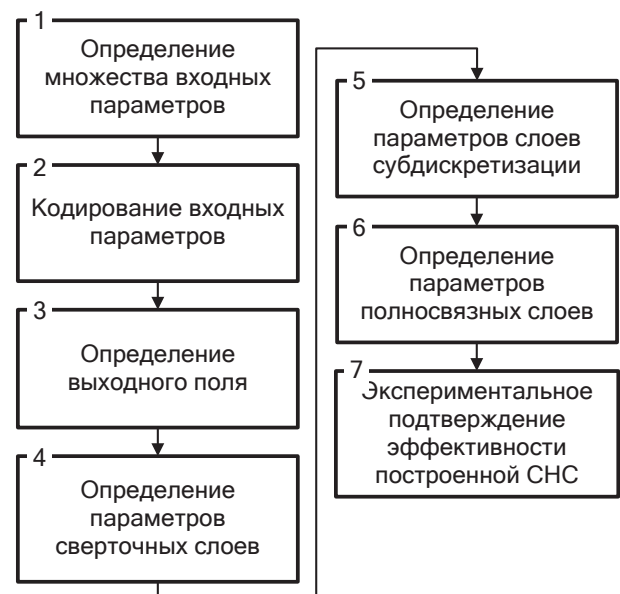 1
Определение
множества входных
параметров
2
Кодирование входных
параметров
3
Определение
выходного поля
4
Определение
параметров
сверточных слоев
5
Определение
параметров слоев
субдискретизации
6
Определение
параметров
полносвязных слоев
7
Экспериментальное
подтверждение
эффективности
построенной СНС